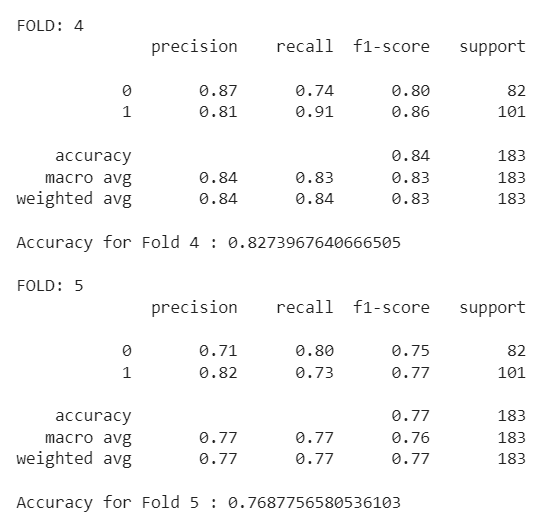 FOLD: 4
precision recall f1-score support
0 0.87 0.74 0.80 82
1 0.81 0.91 0.86 101
accuracy 0.84 183
macro avg 0.84 0.83 0.83 183
weighted avg 0.84 0.84 0.83 183
Accuracy for Fold 4 : 0.8273967640666505
FOLD: 5
precision recall f1-score support
0 0.71 0.80 0.75 82
1 0.82 0.73 0.77 101
accuracy 0.77 183
macro avg 0.77 0.77 0.76 183
weighted avg 0.77 0.77 0.77 183
Accuracy for Fold 5 : 0.7687756580536103